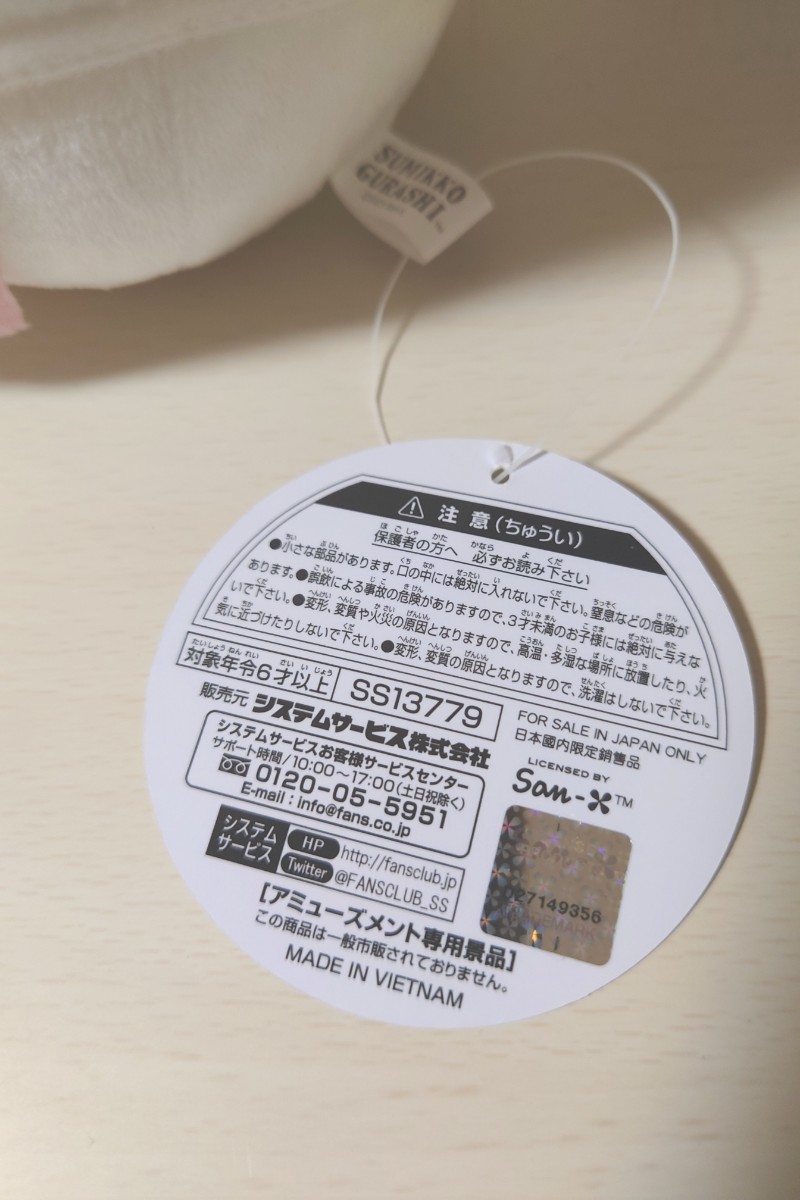 SUMIKKO
GURASHI
注意(ちゅうい)
保護者の方へ 必ずお読み下さい
●小さな部品があります。口の中には絶対に入れないで下さい。窒息などの危険が
あります。●誤飲による事故の危険がありますので、3才未満のお子様には絶対に与えな
いで下さい。●変形、変質や火災の原因となりますので、高温・多湿な場所に放置したり、火
気に近づけたりしないで下さい。●変形、変質の原因となりますので、洗濯はしないで下さい。
対象年令6才以上
SS13779
販売元 システムサービス株式会社
システムサービスお客様サービスセンター
サポート時間/10:00~17:00(土日祝除く)
0120-05-5951
E-mail:info@fans.co.jp
システム
サービス
HP http://fansclub.jp
Twitter @FANSCLUB_SS
FOR SALE IN JAPAN ONLY
日本國内限定銷售品
LICENSED BY
San-X™
27149356
[アミューズメント専用景品]
この商品は一般市販されておりません。
MADE IN VIETNAM